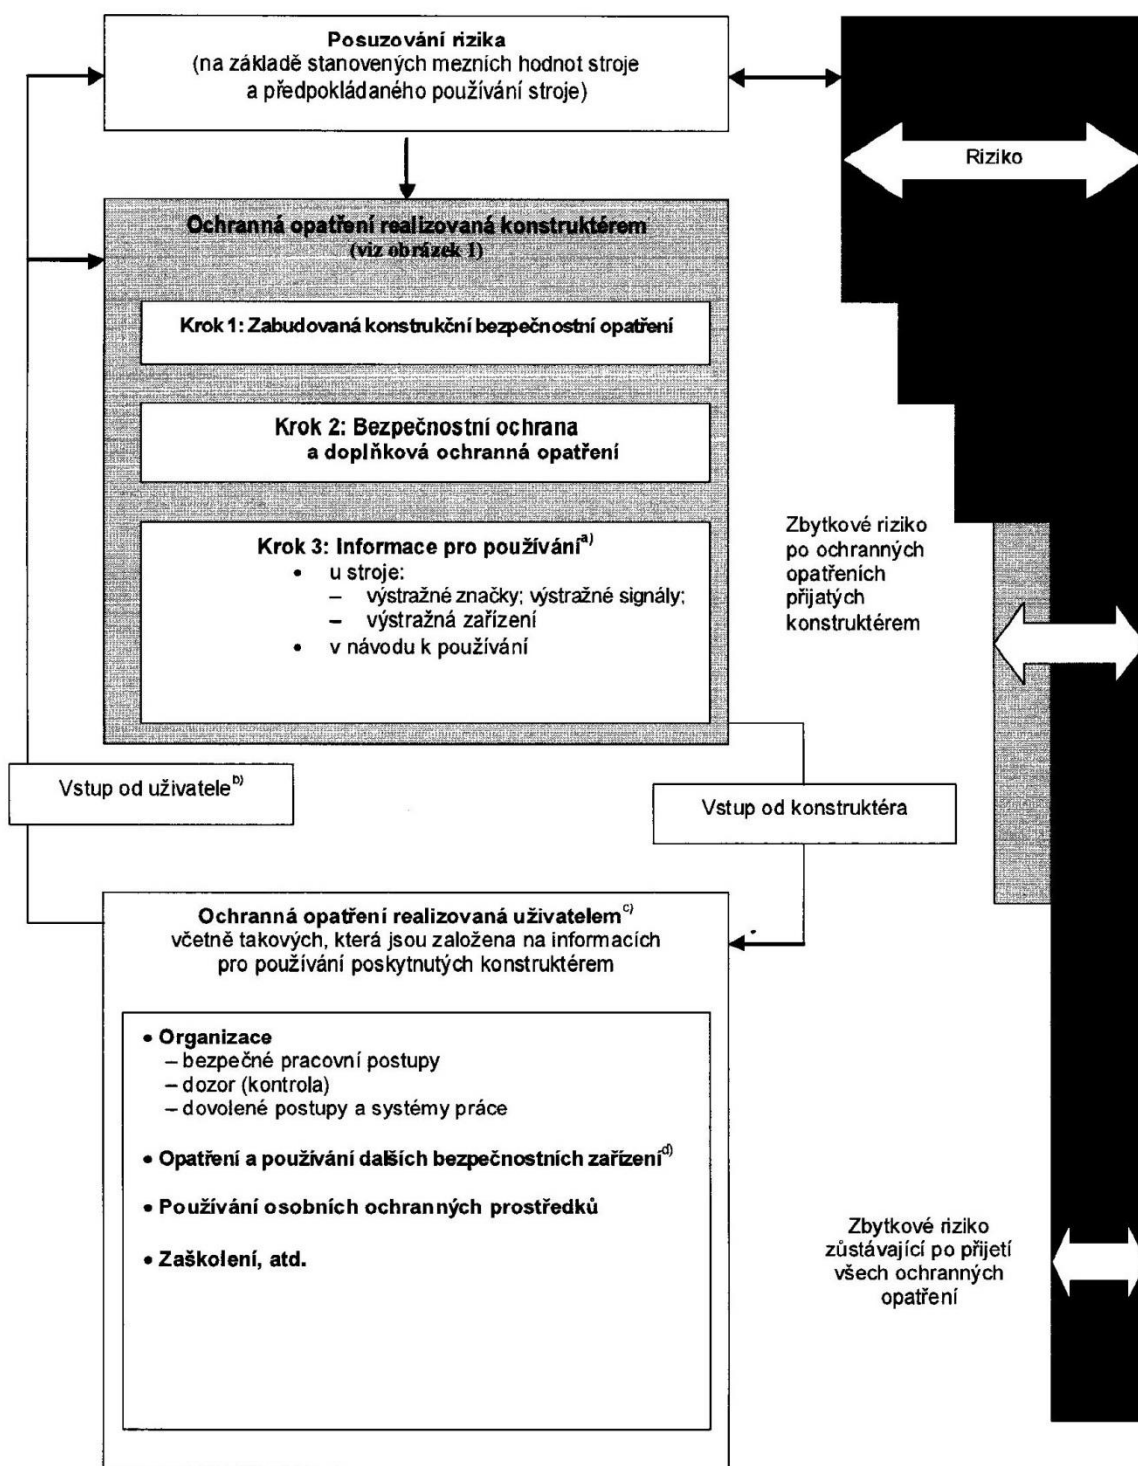 Posuzování rizika
(na základě stanovených mezních hodnot stroje
a předpokládaného používání stroje)
Riziko
Ochranná opatření realizovaná konstruktérem
(viz obrázek 1)
Krok 1: Zabudovaná konstrukční bezpečnostní opatření
Krok 2: Bezpečnostní ochrana
a doplňková ochranná opatření
Krok 3: Informace pro používání a)
• u stroje:
– výstražné značky; výstražné signály;
– výstražná zařízení
• v návodu k používání
Zbytkové riziko
po ochranných
opatřeních
přijatých
konstruktérem
Vstup od uživatele b)
Vstup od konstruktéra
Ochranná opatření realizovaná uživatelem c)
včetně takových, která jsou založena na informacích
pro používání poskytnutých konstruktérem
• Organizace
– bezpečné pracovní postupy
– dozor (kontrola)
– dovolené postupy a systémy práce
• Opatření a používání dalších bezpečnostních zařízení d)
• Používání osobních ochranných prostředků
• Zaškolení, atd.
Zbytkové riziko
zůstávající po přijetí
všech ochranných
opatření